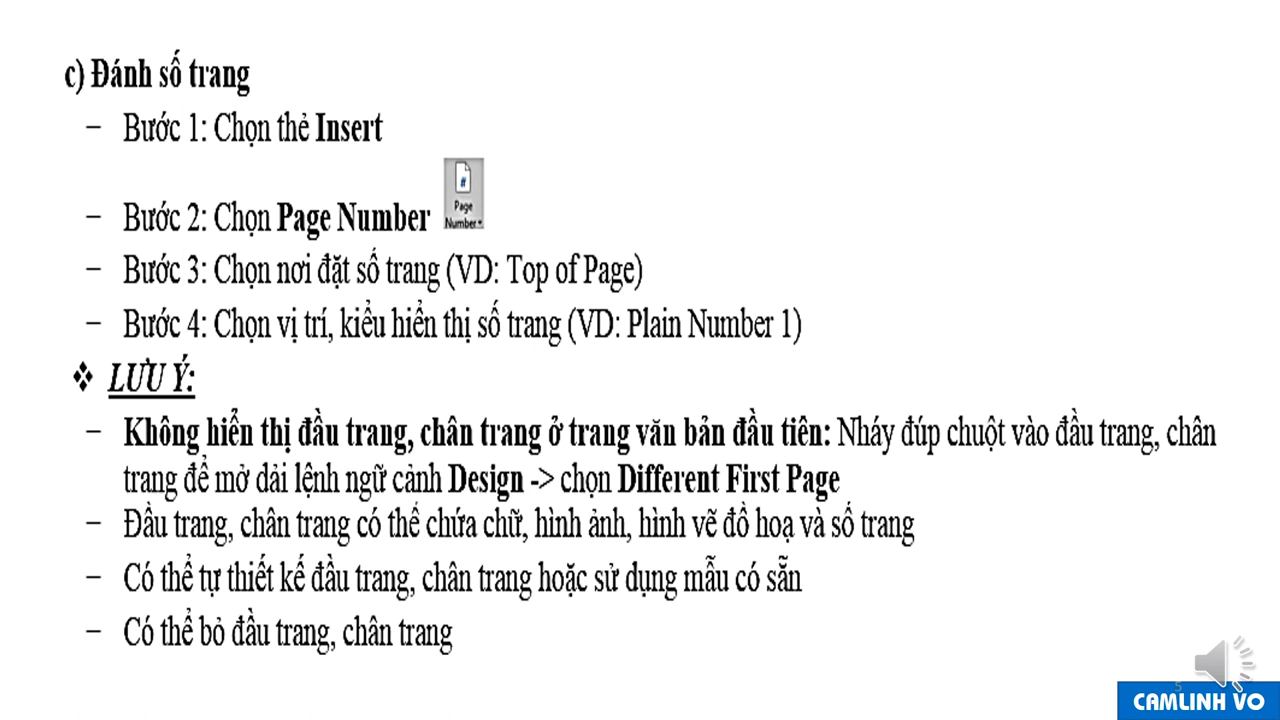 c) Đánh số trang
– Bước 1: Chọn thẻ Insert
Page
Number
– Bước 2: Chọn Page Number
– Bước 3: Chọn nơi đặt số trang (VD: Top of Page)
– Bước 4: Chọn vị trí, kiểu hiển thị số trang (VD: Plain Number 1)
❖ LƯU Ý:
– Không hiển thị đầu trang, chân trang ở trang văn bản đầu tiên: Nháy đúp chuột vào đầu trang, chân
trang để mở dải lệnh ngữ cảnh Design -> chọn Different First Page
– Đầu trang, chân trang có thể chứa chữ, hình ảnh, hình vẽ đồ hoạ và số trang
– Có thể tự thiết kế đầu trang, chân trang hoặc sử dụng mẫu có sẵn
– Có thể bỏ đầu trang, chân trang
5
CAMLINH VO